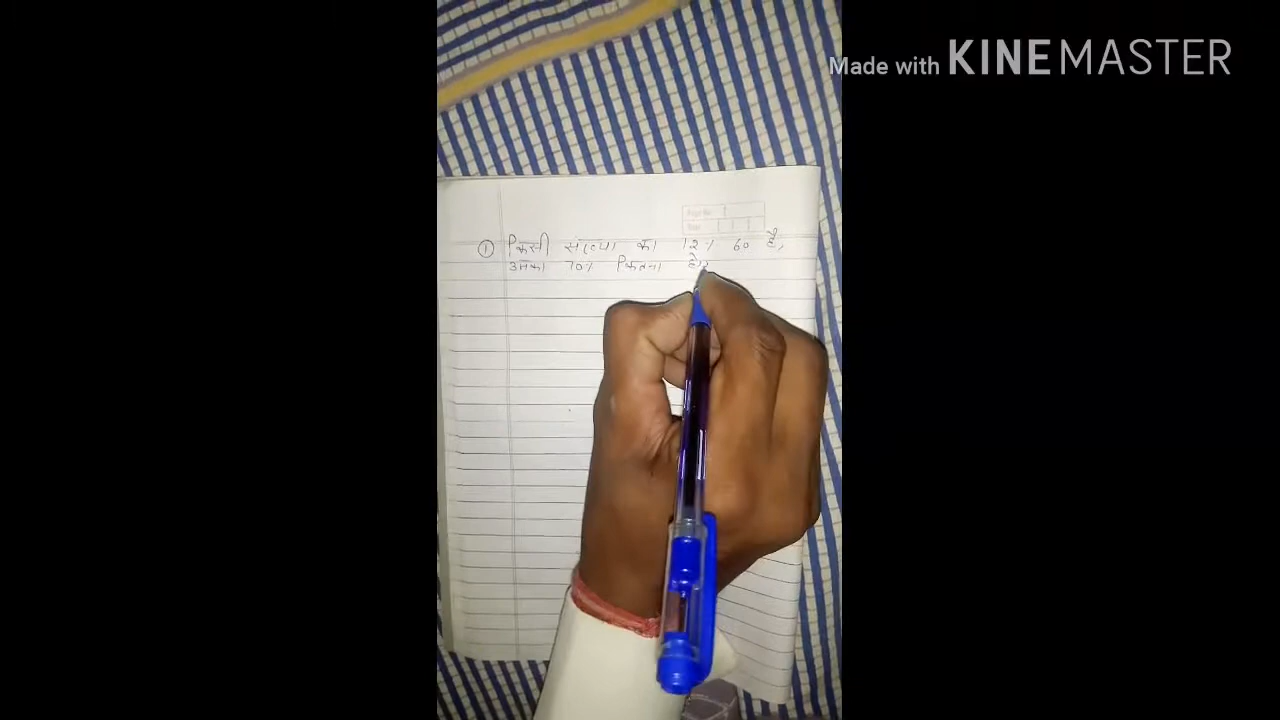 Made with KINEMASTER
① किसी संख्या का 12% 60 है,
उसका 70% कितना